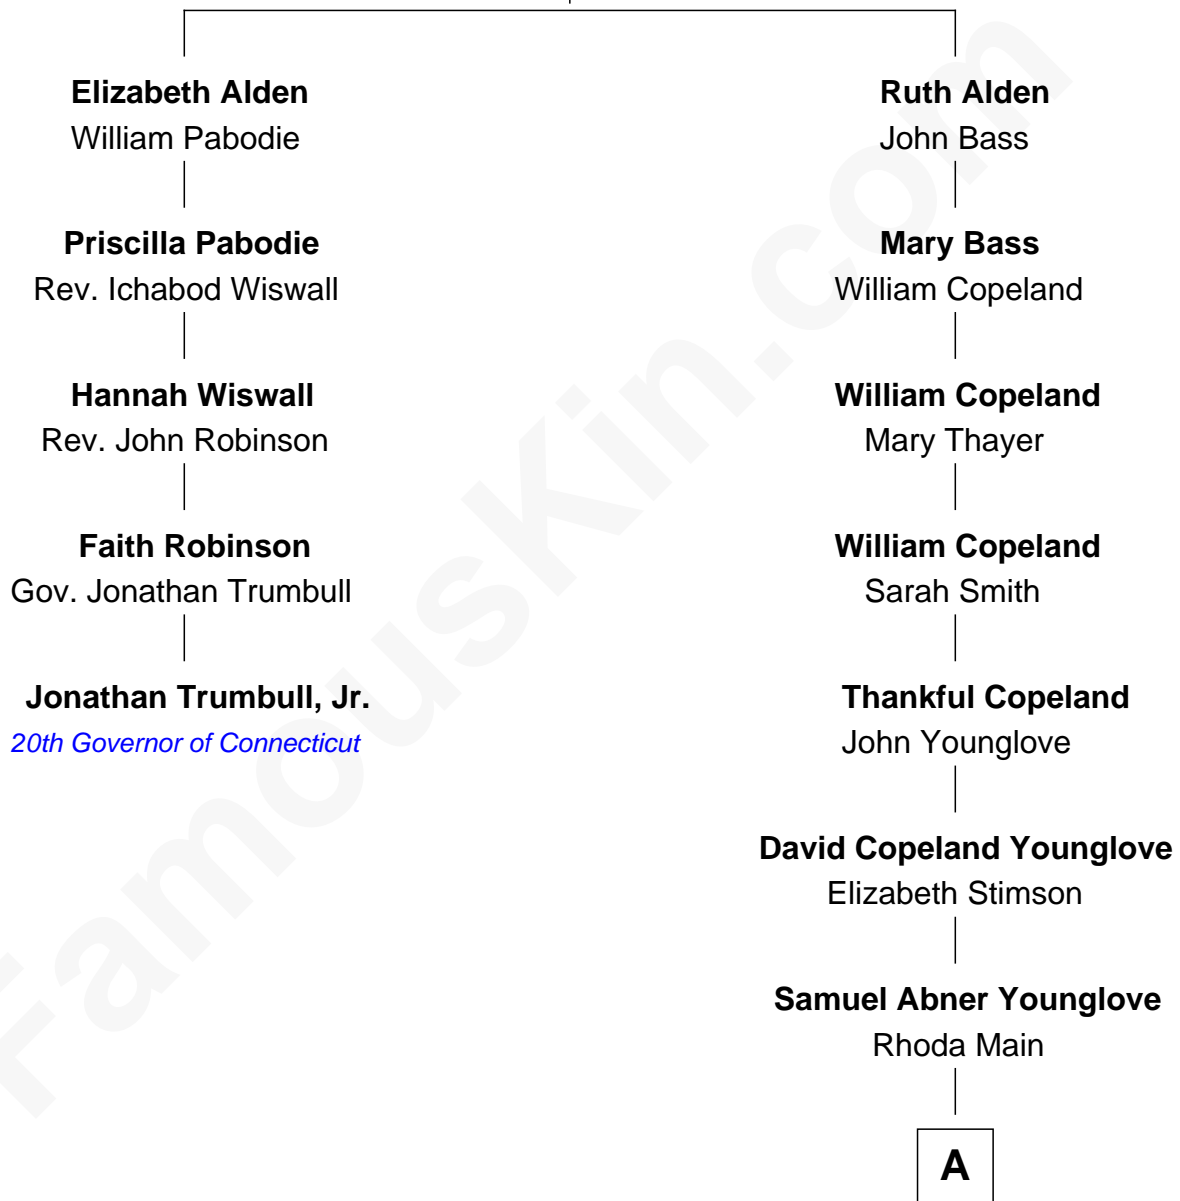 Elizabeth Alden
William Pabodie
Priscilla Pabodie
Rev. Ichabod Wiswall
Hannah Wiswall
Rev. John Robinson
Faith Robinson
Gov. Jonathan Trumbull
Jonathan Trumbull, Jr.
20th Governor of Connecticut
Ruth Alden
John Bass
Mary Bass
William Copeland
William Copeland
Mary Thayer
William Copeland
Sarah Smith
Thankful Copeland
John Younglove
David Copeland Younglove
Elizabeth Stimson
Samuel Abner Younglove
Rhoda Main
A
FamousKin.com